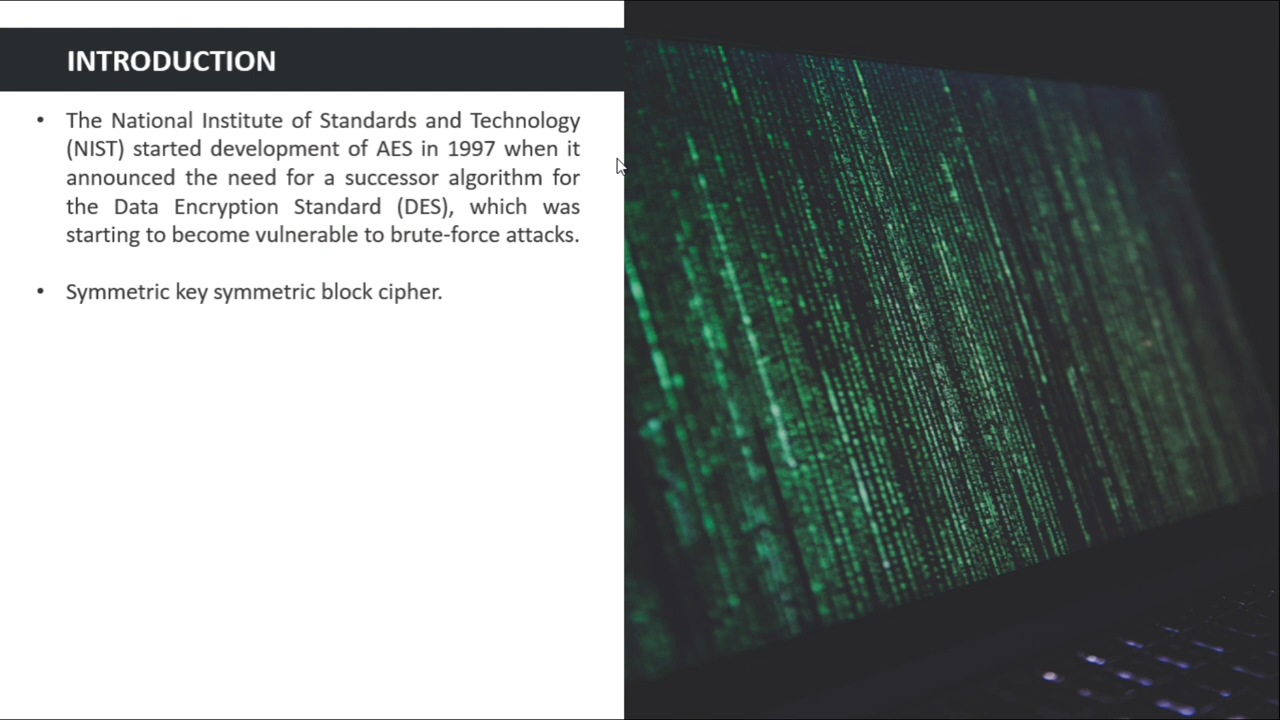 INTRODUCTION
• The National Institute of Standards and Technology
(NIST) started development of AES in 1997 when it
announced the need for a successor algorithm for
the Data Encryption Standard (DES), which was
starting to become vulnerable to brute-force attacks.
• Symmetric key symmetric block cipher.